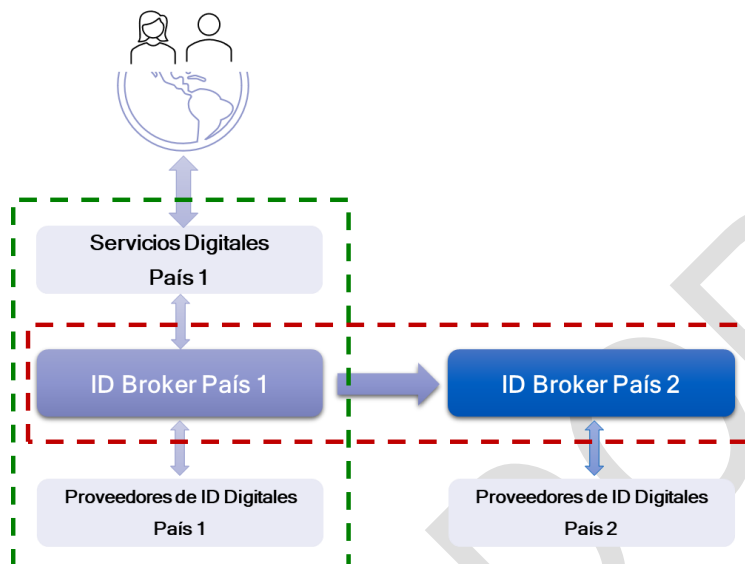 Servicios Digitales
País 1
ID Broker País 1
ID Broker País 2
Proveedores de ID Digitales
País 1
Proveedores de ID Digitales
País 2